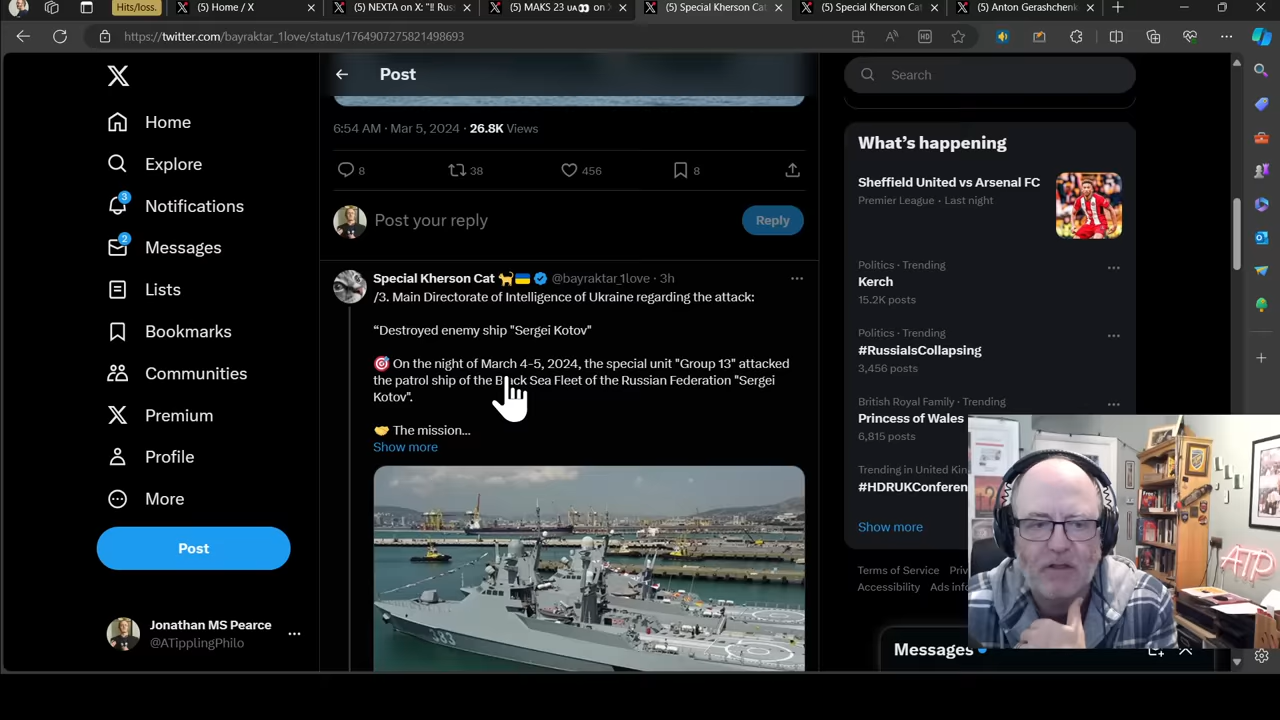 Hits/loss.
(5) Home / X
(5) NEXTA on X: "‼ Rus
(5) MAKS 23 on X
(5) Special Kherson Cat
(5) Special Kherson Cat
(5) Anton Gerashchenk
https://twitter.com/bayraktar_1love/status/1764907275821498693
Home
Explore
3
Notifications
2
Messages
Lists
Bookmarks
Communities
Premium
Profile
More
Post
Jonathan MS Pearce
@ATipplingPhilo
Post
6:54 AM · Mar 5, 2024 · 26.8K Views
8
38
456
8
Post your reply
Reply
Special Kherson Cat 🐈🇺🇦 @bayraktar_1love · 3h
/3. Main Directorate of Intelligence of Ukraine regarding the attack:
“Destroyed enemy ship "Sergei Kotov"
🎯 On the night of March 4-5, 2024, the special unit "Group 13" attacked
the patrol ship of the Black Sea Fleet of the Russian Federation "Sergei
Kotov".
🤝 The mission...
Show more
383
Search
What’s happening
Sheffield United vs Arsenal FC
Premier League · Last night
Politics · Trending
Kerch
15.2K posts
Politics · Trending
#RussiaIsCollapsing
3,456 posts
British Royal Family · Trending
Princess of Wales
6,815 posts
Trending in United Kin
#HDRUKConferen
Show more
Terms of Service Priv
Accessibility Ads info
Messages
ATP